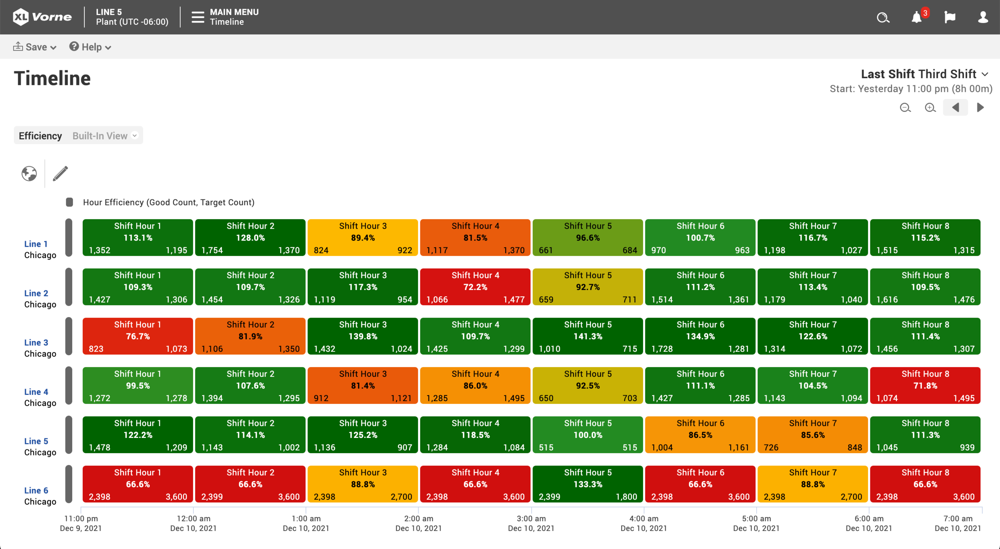 XL Vorne
LINE 5
Plant (UTC -06:00)
MAIN MENU
Timeline
3
Save
Help
Timeline
Last Shift Third Shift
Start: Yesterday 11:00 pm (8h 00m)
Efficiency Built-In View
Hour Efficiency (Good Count, Target Count)
Line 1
Chicago
Shift Hour 1
113.1%
1,352 1,195
Shift Hour 2
128.0%
1,754 1,370
Shift Hour 3
89.4%
824 922
Shift Hour 4
81.5%
1,117 1,370
Shift Hour 5
96.6%
661 684
Shift Hour 6
100.7%
970 963
Shift Hour 7
116.7%
1,198 1,027
Shift Hour 8
115.2%
1,515 1,315
Line 2
Chicago
Shift Hour 1
109.3%
1,427 1,306
Shift Hour 2
109.7%
1,454 1,326
Shift Hour 3
117.3%
1,119 954
Shift Hour 4
72.2%
1,066 1,477
Shift Hour 5
92.7%
659 711
Shift Hour 6
111.2%
1,514 1,361
Shift Hour 7
113.4%
1,179 1,040
Shift Hour 8
109.5%
1,616 1,476
Line 3
Chicago
Shift Hour 1
76.7%
823 1,073
Shift Hour 2
81.9%
1,106 1,350
Shift Hour 3
139.8%
1,432 1,024
Shift Hour 4
109.7%
1,425 1,299
Shift Hour 5
141.3%
1,010 715
Shift Hour 6
134.9%
1,728 1,281
Shift Hour 7
122.6%
1,314 1,072
Shift Hour 8
111.4%
1,456 1,307
Line 4
Chicago
Shift Hour 1
99.5%
1,272 1,278
Shift Hour 2
107.6%
1,394 1,295
Shift Hour 3
81.4%
912 1,121
Shift Hour 4
86.0%
1,285 1,495
Shift Hour 5
92.5%
650 703
Shift Hour 6
111.1%
1,427 1,285
Shift Hour 7
104.5%
1,143 1,094
Shift Hour 8
71.8%
1,074 1,495
Line 5
Chicago
Shift Hour 1
122.2%
1,478 1,209
Shift Hour 2
114.1%
1,143 1,002
Shift Hour 3
125.2%
1,136 907
Shift Hour 4
118.5%
1,284 1,084
Shift Hour 5
100.0%
515 515
Shift Hour 6
86.5%
1,004 1,161
Shift Hour 7
85.6%
726 848
Shift Hour 8
111.3%
1,045 939
Line 6
Chicago
Shift Hour 1
66.6%
2,398 3,600
Shift Hour 2
66.6%
2,399 3,600
Shift Hour 3
88.8%
2,398 2,700
Shift Hour 4
66.6%
2,398 3,600
Shift Hour 5
133.3%
2,399 1,800
Shift Hour 6
66.6%
2,398 3,600
Shift Hour 7
88.8%
2,398 2,700
Shift Hour 8
66.6%
2,398 3,600
11:00 pm
Dec 9, 2021
12:00 am
Dec 10, 2021
1:00 am
Dec 10, 2021
2:00 am
Dec 10, 2021
3:00 am
Dec 10, 2021
4:00 am
Dec 10, 2021
5:00 am
Dec 10, 2021
6:00 am
Dec 10, 2021
7:00 am
Dec 10, 2021